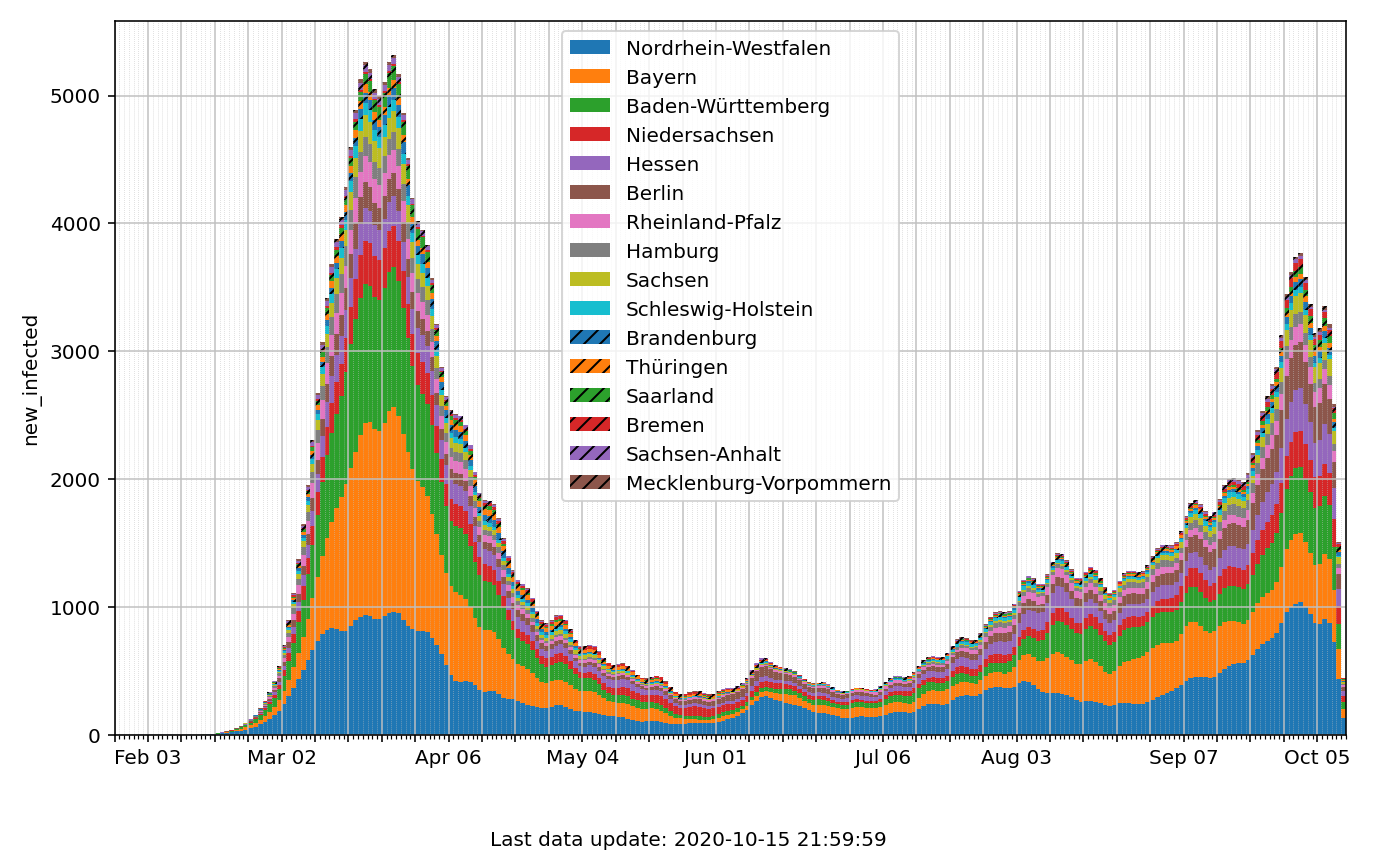 new_infected
5000
4000
3000
2000
1000
0
Nordrhein-Westfalen
Bayern
Baden-Württemberg
Niedersachsen
Hessen
Berlin
Rheinland-Pfalz
Hamburg
Sachsen
Schleswig-Holstein
Brandenburg
Thüringen
Saarland
Bremen
Sachsen-Anhalt
Mecklenburg-Vorpommern
Feb 03 Mar 02 Apr 06 May 04 Jun 01 Jul 06 Aug 03 Sep 07 Oct 05
Last data update: 2020-10-15 21:59:59